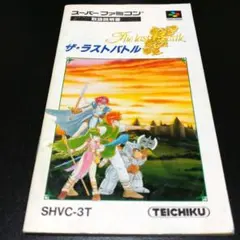 スーパーファミコン
取扱説明書
The Last Battle
ザ・ラストバトル
SHVC-3T
TEICHIKU